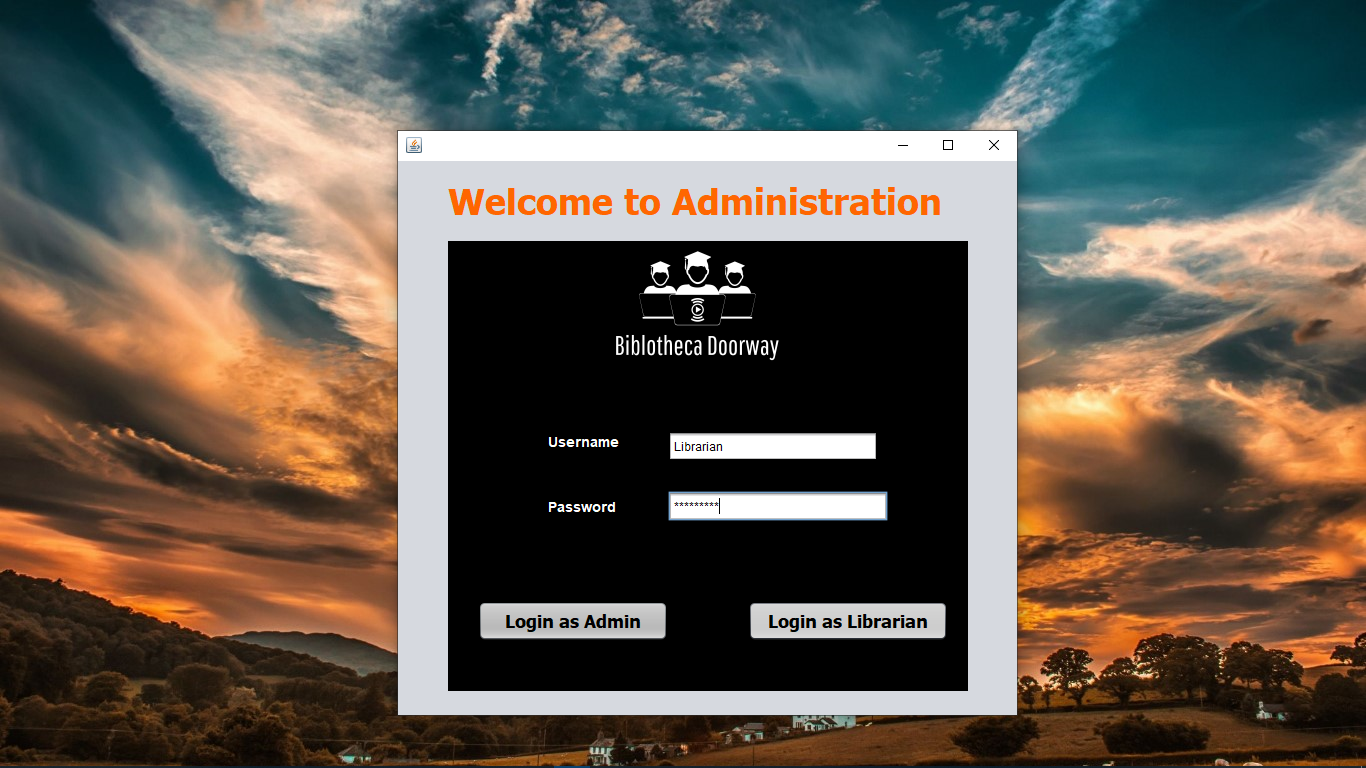 Welcome to Administration
Biblotheca Doorway
Username
Librarian
Password
*********
Login as Admin
Login as Librarian